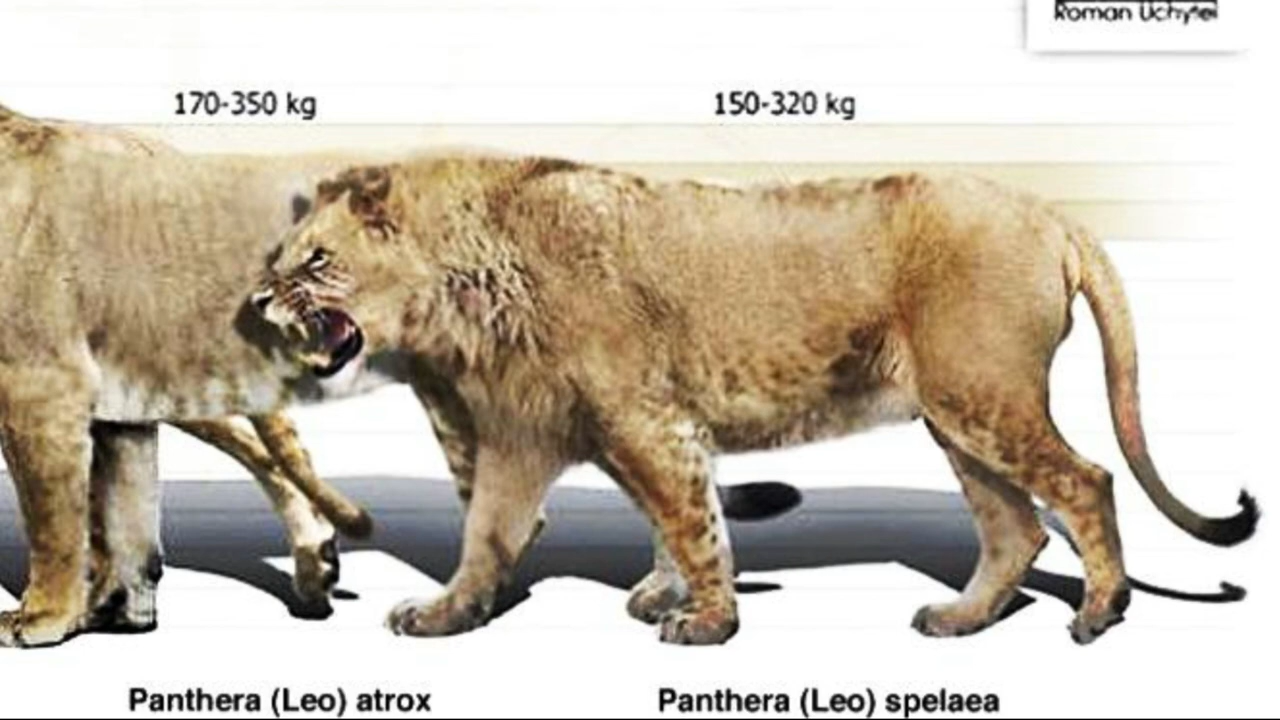 Roman Uchytel
170-350 kg
150-320 kg
Panthera (Leo) atrox
Panthera (Leo) spelaea